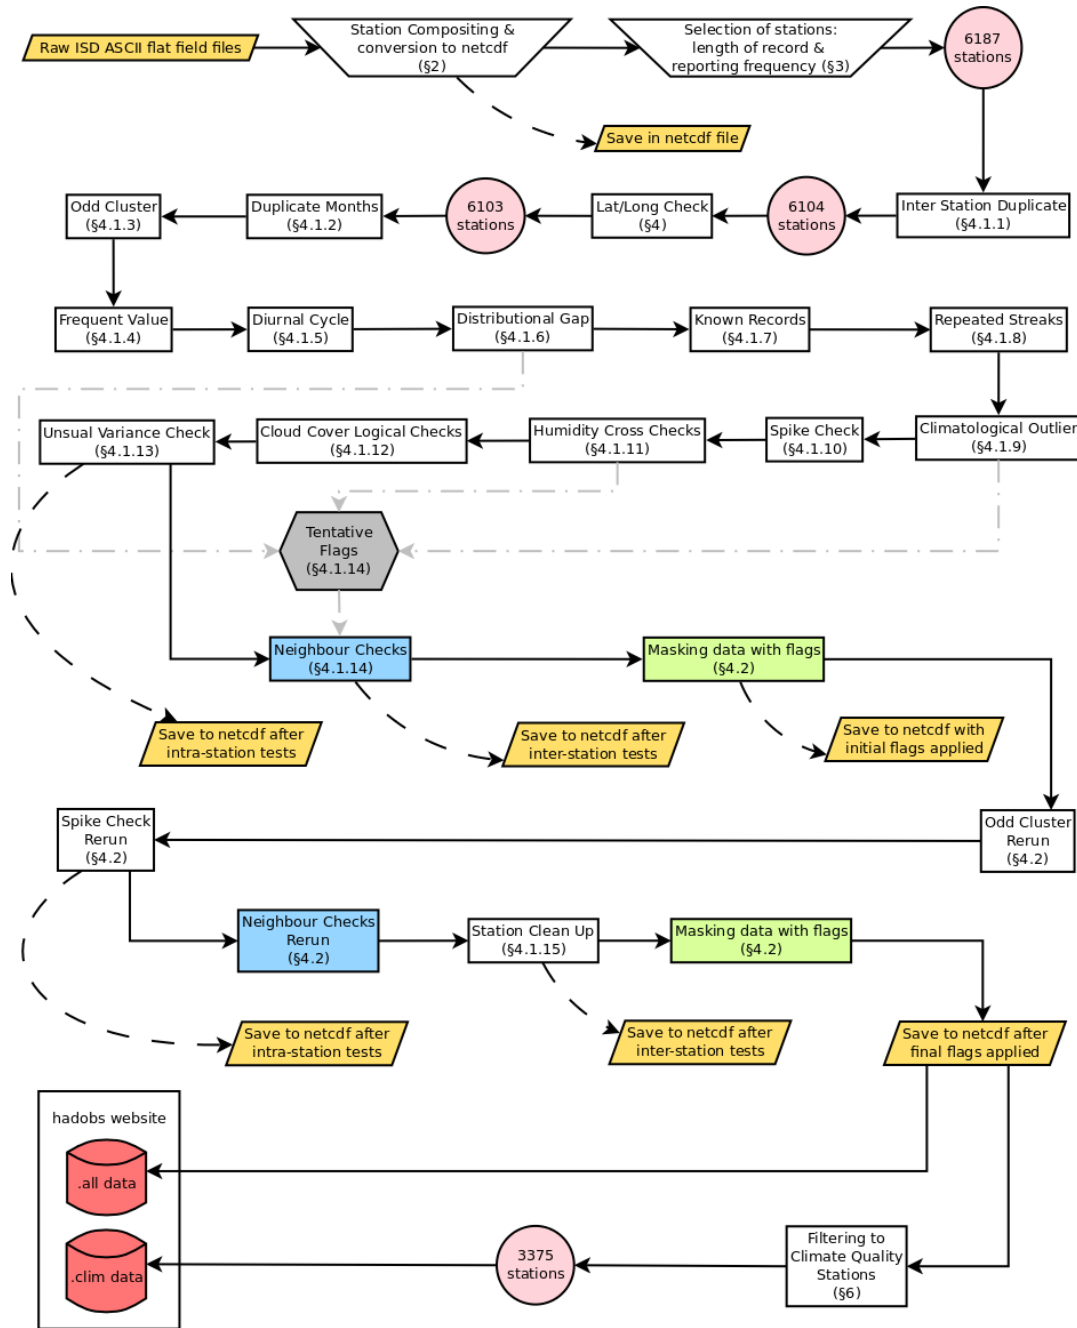 Raw ISD ASCII flat field files
Station Compositing &
conversion to netcdf
(§2)
Selection of stations:
length of record &
reporting frequency (§3)
6187
stations
Save in netcdf file
Odd Cluster
(§4.1.3)
Duplicate Months
(§4.1.2)
6103
stations
Lat/Long Check
(§4)
6104
stations
Inter Station Duplicate
(§4.1.1)
Frequent Value
(§4.1.4)
Diurnal Cycle
(§4.1.5)
Distributional Gap
(§4.1.6)
Known Records
(§4.1.7)
Repeated Streaks
(§4.1.8)
Unsual Variance Check
(§4.1.13)
Cloud Cover Logical Checks
(§4.1.12)
Humidity Cross Checks
(§4.1.11)
Spike Check
(§4.1.10)
Climatological Outlier
(§4.1.9)
Tentative
Flags
(§4.1.14)
Neighbour Checks
(§4.1.14)
Masking data with flags
(§4.2)
Save to netcdf after
intra-station tests
Save to netcdf after
inter-station tests
Save to netcdf with
initial flags applied
Spike Check
Rerun
(§4.2)
Odd Cluster
Rerun
(§4.2)
Neighbour Checks
Rerun
(§4.2)
Station Clean Up
(§4.1.15)
Masking data with flags
(§4.2)
Save to netcdf after
intra-station tests
Save to netcdf after
inter-station tests
Save to netcdf after
final flags applied
hadobs website
.all data
.clim data
3375
stations
Filtering to
Climate Quality
Stations
(§6)